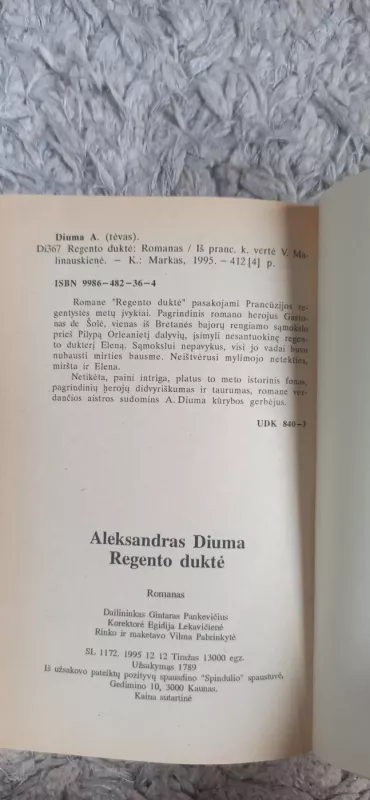 Diuma A. (tėvas).
Di367 Regento duktė: Romanas / Iš pranc. k. vertė V. Ma-
linauskienė. – K.: Markas, 1995. – 412[4] p.
ISBN 9986–482–36–4
Romane "Regento duktė" pasakojami Prancūzijos re-
gentystės metų įvykiai. Pagrindinis romano herojus Gasto-
nas de Šolė, vienas iš Bretanės bajorų rengiamo sąmokslo
prieš Pilypą Orleanietį dalyvių, įsimyli nesantuokinę regen-
to dukterį Eleną. Sąmokslui nepavykus, visi jo vadai buvo
nubausti mirties bausme. Neištvėrusi mylimojo netekties,
miršta ir Elena.
Netikėta, paini intriga, platus to meto istorinis fonas,
pagrindinių herojų didvyriškumas ir taurumas, romane ver-
dančios aistros sudomins A. Diuma kūrybos gerbėjus.
UDK 840–3
Aleksandras Diuma
Regento duktė
Romanas
Dailininkas Gintaras Pankevičius
Korektorė Egidija Lekavičienė
Rinko ir maketavo Vilma Pabrinkytė
SL 1172. 1995 12 12 Tiražas 13000 egz.
Užsakymas 1789
Iš užsakovo pateiktų pozityvų spausdino "Spindulio" spaustuvė,
Gedimino 10, 3000 Kaunas.
Kaina sutartinė